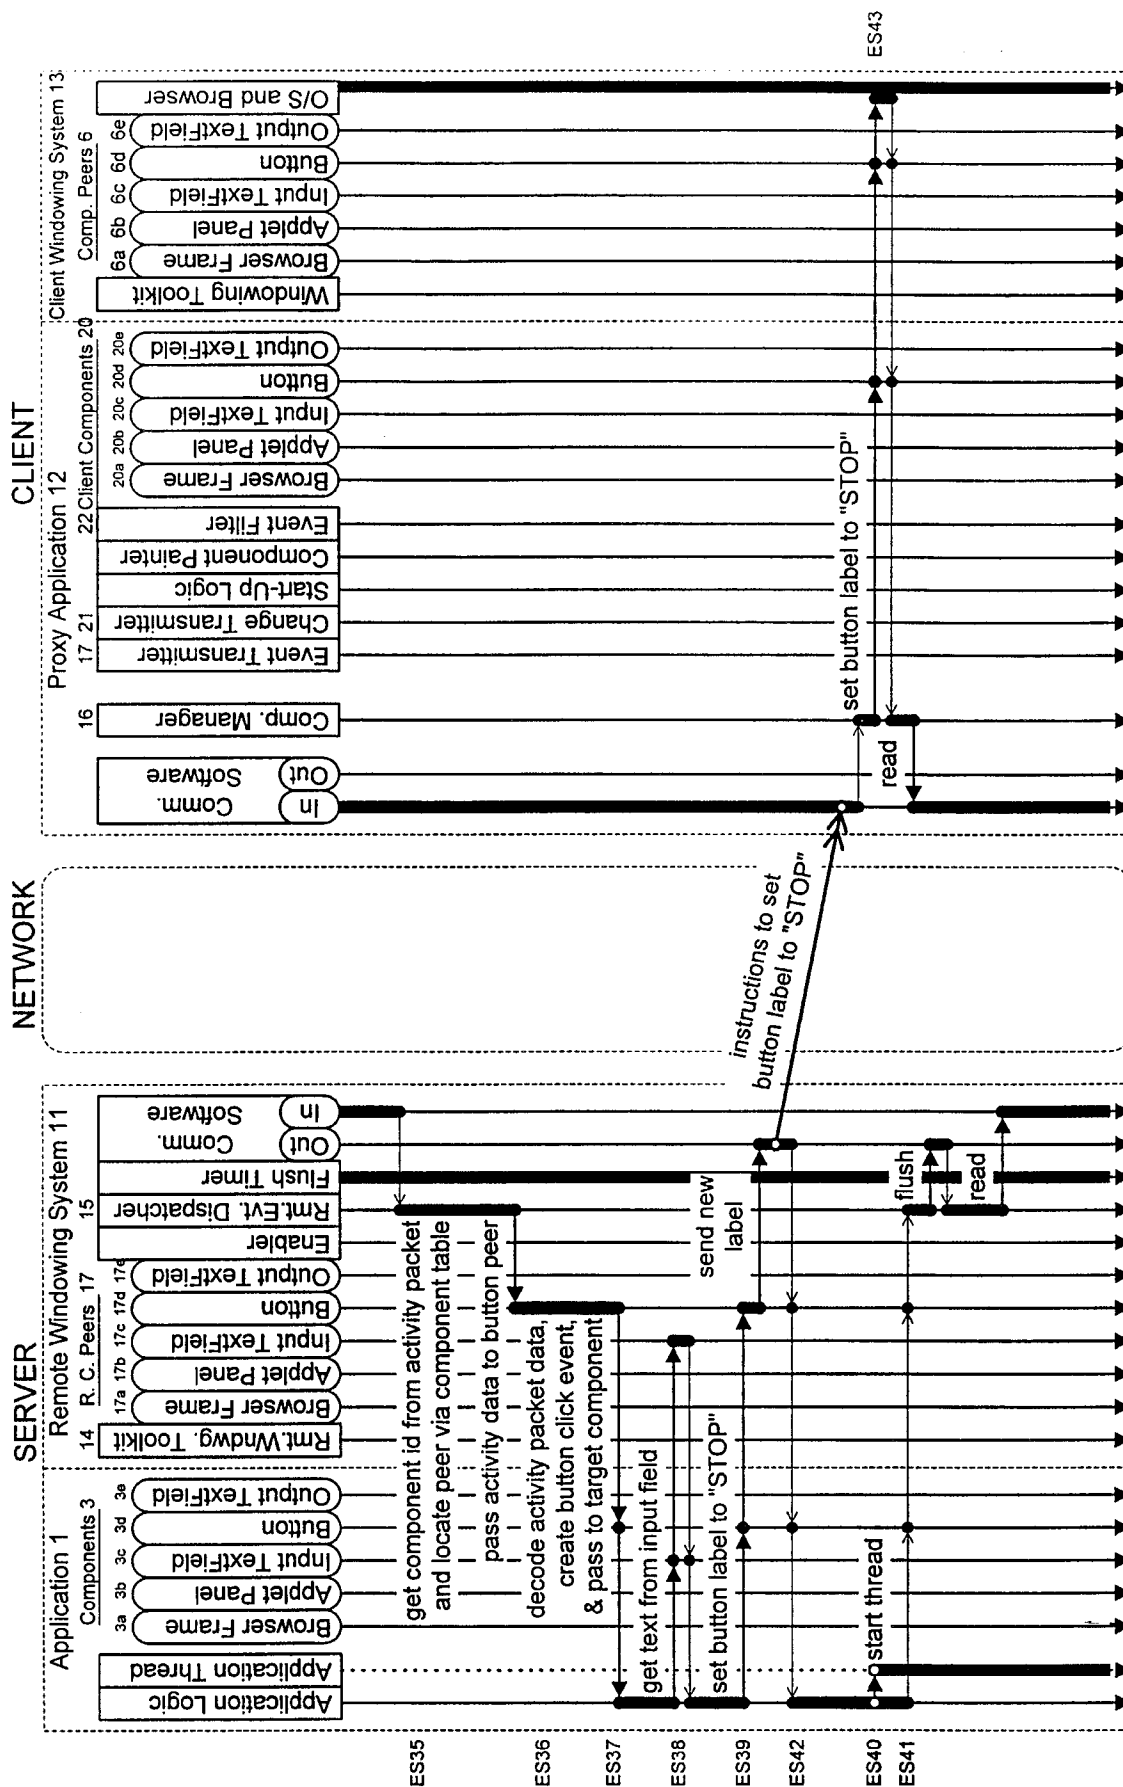 SERVER
NETWORK
CLIENT
Application 1
Components 3
3a 3b 3c 3d 3e
Application Logic
Application Thread
Browser Frame
Applet Panel
Input TextField
Button
Output TextField
Remote Windowing System 11
14
R. C. Peers 17
17a 17b 17c 17d 17e
15
Rmt.Wndwg. Toolkit
Browser Frame
Applet Panel
Input TextField
Button
Output TextField
Enabler
Rmt.Evt. Dispatcher
Flush Timer
Comm.
Software
Out
In
Proxy Application 12
Comm.
Software
In
Out
16
Comp. Manager
17
Event Transmitter
21
Change Transmitter
Start-Up Logic
Component Painter
22
Event Filter
Client Components 20
20a 20b 20c 20d 20e
Browser Frame
Applet Panel
Input TextField
Button
Output TextField
Client Windowing System 13
Comp. Peers 6
6a 6b 6c 6d 6e
Windowing Toolkit
Browser Frame
Applet Panel
Input TextField
Button
Output TextField
O/S and Browser
ES35
get component id from activity packet
and locate peer via component table
pass activity data to button peer
ES36
decode activity packet data,
create button click event,
& pass to target component
ES37
get text from input field
ES38
set button label to "STOP"
ES39
send new
label
instructions to set
button label to "STOP"
ES42
set button label to "STOP"
ES43
read
ES40
start thread
ES41
flush
read